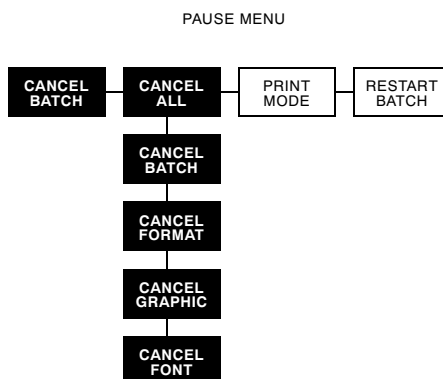 PAUSE MENU
CANCEL
BATCH
CANCEL
ALL
PRINT
MODE
RESTART
BATCH
CANCEL
BATCH
CANCEL
FORMAT
CANCEL
GRAPHIC
CANCEL
FONT